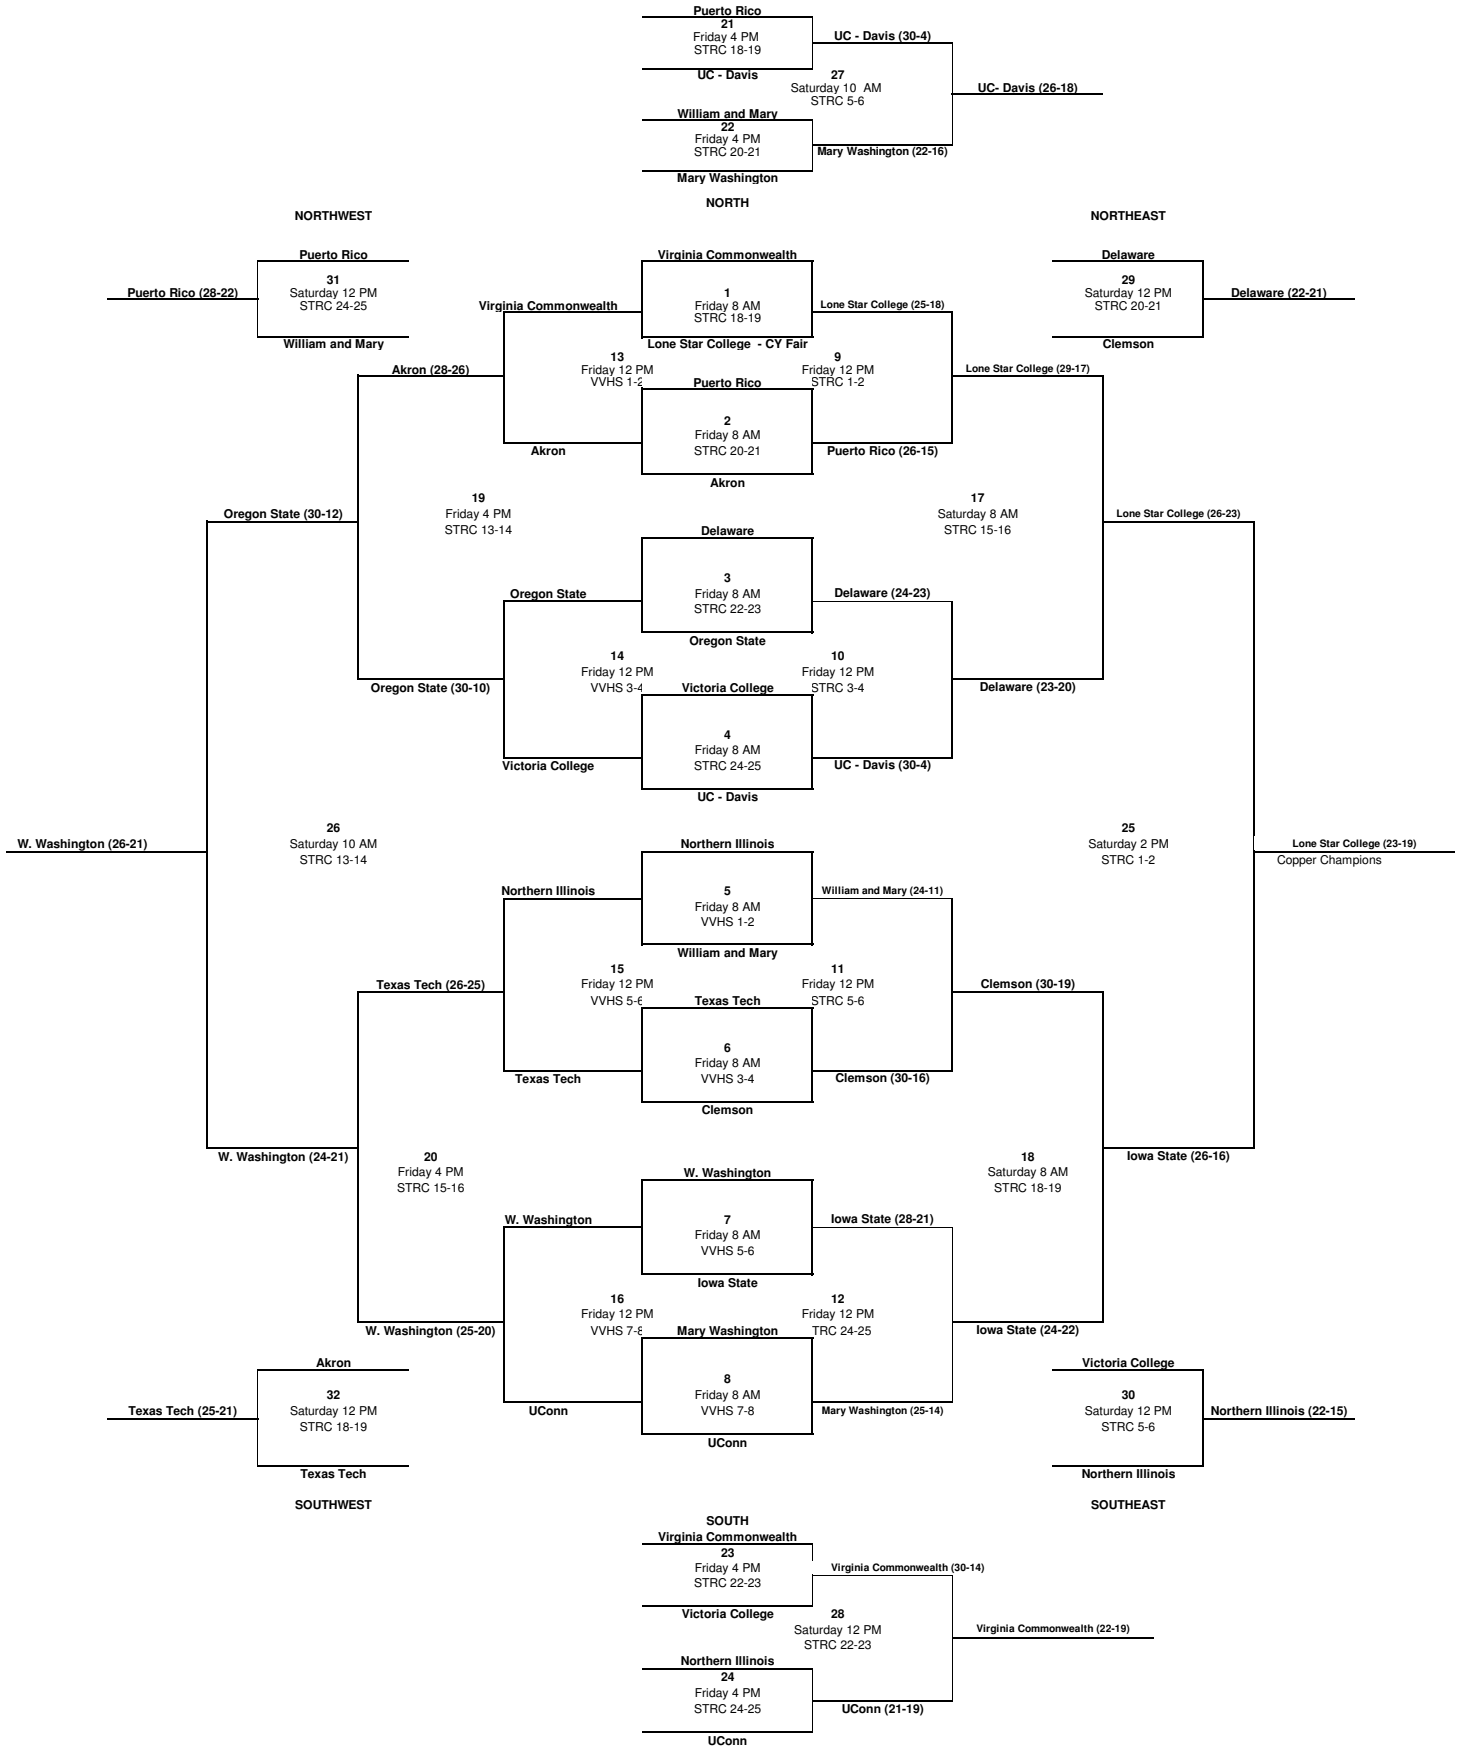 Puerto Rico
21
Friday 4 PM
STRC 18-19
UC - Davis
UC - Davis (30-4)
27
Saturday 10 AM
STRC 5-6
UC- Davis (26-18)
William and Mary
22
Friday 4 PM
STRC 20-21
Mary Washington
Mary Washington (22-16)
NORTH
NORTHWEST
NORTHEAST
Puerto Rico
31
Saturday 12 PM
STRC 24-25
William and Mary
Puerto Rico (28-22)
Delaware
29
Saturday 12 PM
STRC 20-21
Clemson
Delaware (22-21)
Virginia Commonwealth
1
Friday 8 AM
STRC 18-19
Lone Star College - CY Fair
Virginia Commonwealth
Lone Star College (25-18)
13
Friday 12 PM
VVHS 1-2
9
Friday 12 PM
STRC 1-2
Akron (28-26)
Lone Star College (29-17)
Puerto Rico
2
Friday 8 AM
STRC 20-21
Akron
Akron
Puerto Rico (26-15)
19
Friday 4 PM
STRC 13-14
17
Saturday 8 AM
STRC 15-16
Oregon State (30-12)
Lone Star College (26-23)
Delaware
3
Friday 8 AM
STRC 22-23
Oregon State
Oregon State
Delaware (24-23)
14
Friday 12 PM
VVHS 3-4
10
Friday 12 PM
STRC 3-4
Oregon State (30-10)
Delaware (23-20)
Victoria College
4
Friday 8 AM
STRC 24-25
UC - Davis
Victoria College
UC - Davis (30-4)
26
Saturday 10 AM
STRC 13-14
25
Saturday 2 PM
STRC 1-2
W. Washington (26-21)
Lone Star College (23-19)
Copper Champions
Northern Illinois
5
Friday 8 AM
VVHS 1-2
William and Mary
Northern Illinois
William and Mary (24-11)
15
Friday 12 PM
VVHS 5-6
11
Friday 12 PM
STRC 5-6
Texas Tech (26-25)
Clemson (30-19)
Texas Tech
6
Friday 8 AM
VVHS 3-4
Clemson
Texas Tech
Clemson (30-16)
W. Washington (24-21)
20
Friday 4 PM
STRC 15-16
18
Saturday 8 AM
STRC 18-19
Iowa State (26-16)
W. Washington
7
Friday 8 AM
VVHS 5-6
Iowa State
W. Washington
Iowa State (28-21)
16
Friday 12 PM
VVHS 7-8
12
Friday 12 PM
TRC 24-25
W. Washington (25-20)
Iowa State (24-22)
Mary Washington
8
Friday 8 AM
VVHS 7-8
UConn
UConn
Mary Washington (25-14)
Akron
32
Saturday 12 PM
STRC 18-19
Texas Tech
Texas Tech (25-21)
Victoria College
30
Saturday 12 PM
STRC 5-6
Northern Illinois
Northern Illinois (22-15)
SOUTHWEST
SOUTHEAST
SOUTH
Virginia Commonwealth
23
Friday 4 PM
STRC 22-23
Victoria College
Virginia Commonwealth (30-14)
28
Saturday 12 PM
STRC 22-23
Virginia Commonwealth (22-19)
Northern Illinois
24
Friday 4 PM
STRC 24-25
UConn
UConn (21-19)